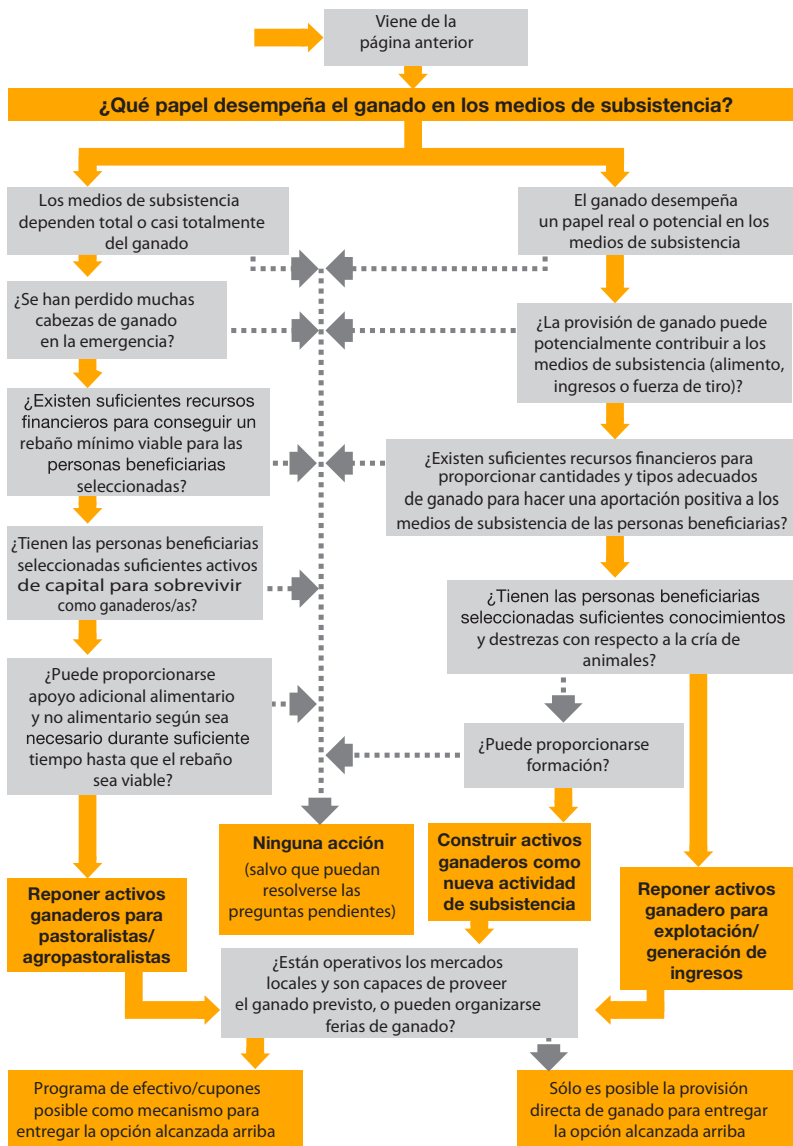 Viene de la
página anterior
¿Qué papel desempeña el ganado en los medios de subsistencia?
Los medios de subsistencia
dependen total o casi totalmente
del ganado
El ganado desempeña
un papel real o potencial en los
medios de subsistencia
¿Se han perdido muchas
cabezas de ganado
en la emergencia?
¿La provisión de ganado puede
potencialmente contribuir a los
medios de subsistencia (alimento,
ingresos o fuerza de tiro)?
¿Existen suficientes recursos
financieros para conseguir un
rebaño mínimo viable para las
personas beneficiarias
seleccionadas?
¿Existen suficientes recursos financieros para
proporcionar cantidades y tipos adecuados
de ganado para hacer una aportación positiva a los
medios de subsistencia de las personas beneficiarias?
¿Tienen las personas beneficiarias
seleccionadas suficientes activos
de capital para sobrevivir
como ganaderos/as?
¿Tienen las personas beneficiarias
seleccionadas suficientes conocimientos
y destrezas con respecto a la cría de
animales?
¿Puede proporcionarse
apoyo adicional alimentario
y no alimentario según sea
necesario durante suficiente
tiempo hasta que el rebaño
sea viable?
¿Puede proporcionarse
formación?
Ninguna acción
(salvo que puedan
resolverse las
preguntas pendientes)
Construir activos
ganaderos como
nueva actividad
de subsistencia
Reponer activos
ganaderos para
pastoralistas/
agropastoralistas
Reponer activos
ganadero para
explotación/
generación de
ingresos
¿Están operativos los mercados
locales y son capaces de proveer
el ganado previsto, o pueden organizarse
ferias de ganado?
Programa de efectivo/cupones
posible como mecanismo para
entregar la opción alcanzada arriba
Sólo es posible la provisión
directa de ganado para entregar
la opción alcanzada arriba